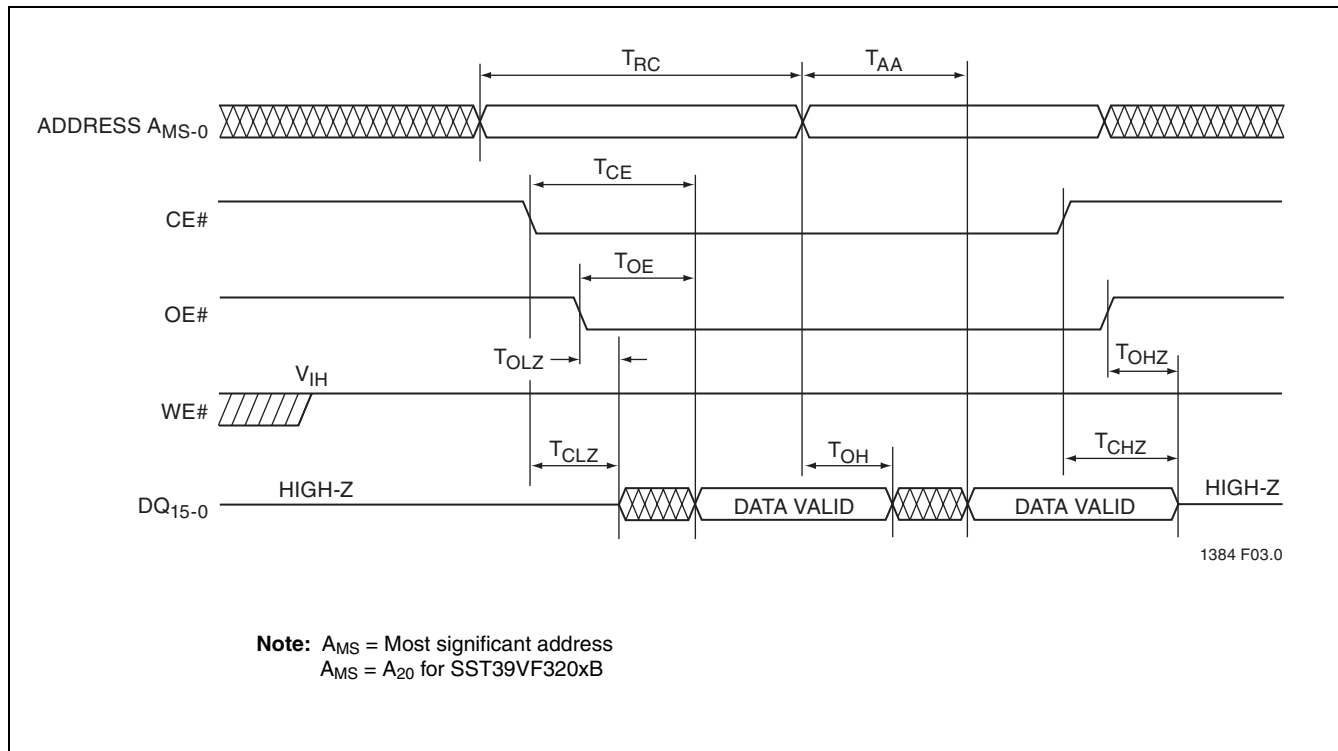 TRC TAA
ADDRESS AMS-0
TCE
CE#
TOE
OE#
TOLZ TOHZ
VIH
WE#
TCLZ TOH TCHZ
HIGH-Z HIGH-Z
DQ15-0 DATA VALID DATA VALID
1384 F03.0
Note: AMS = Most significant address
AMS = A20 for SST39VF320xB